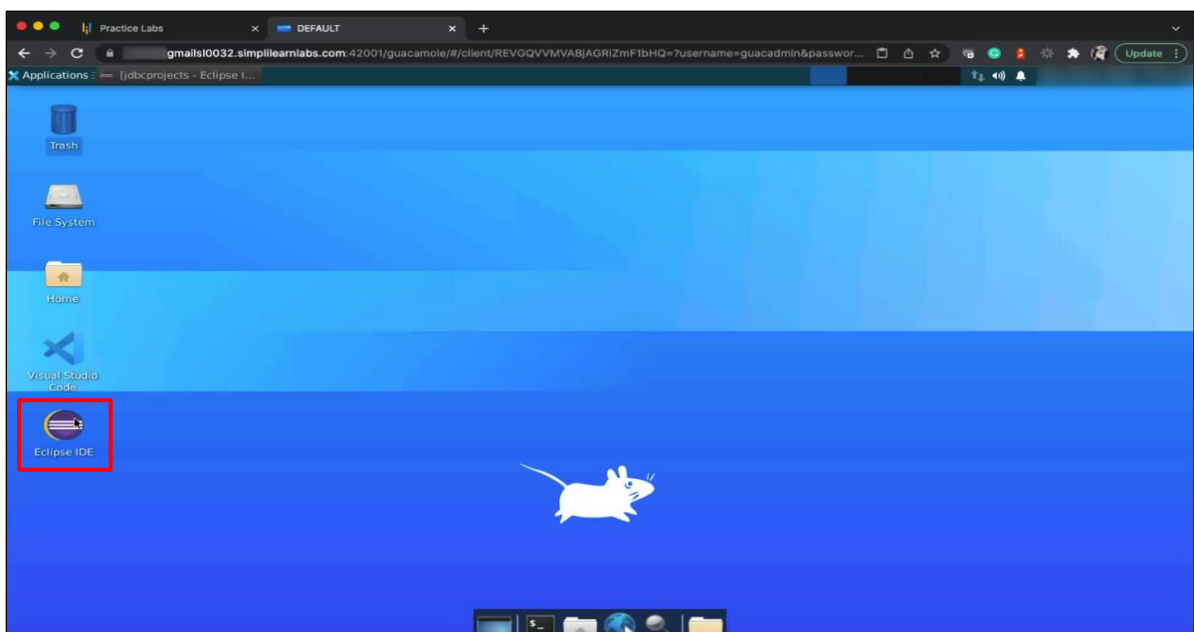 Practice Labs
DEFAULT
gmailsl0032.simplilearnlabs.com:42001/guacamole/#/client/REVGQVVMVABjAGRlZmF1bHQ=?username=guacadmin&passwor...
Update
Applications
[jdbcprojects - Eclipse I...
Trash
File System
Home
Visual Studio
Code
Eclipse IDE
$_